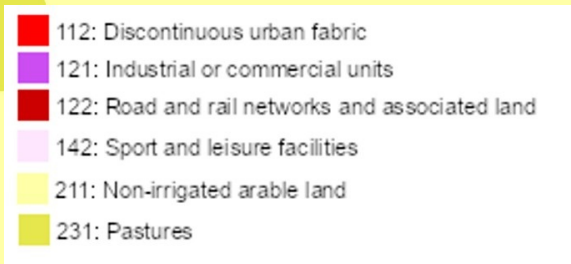 112: Discontinuous urban fabric
121: Industrial or commercial units
122: Road and rail networks and associated land
142: Sport and leisure facilities
211: Non-irrigated arable land
231: Pastures